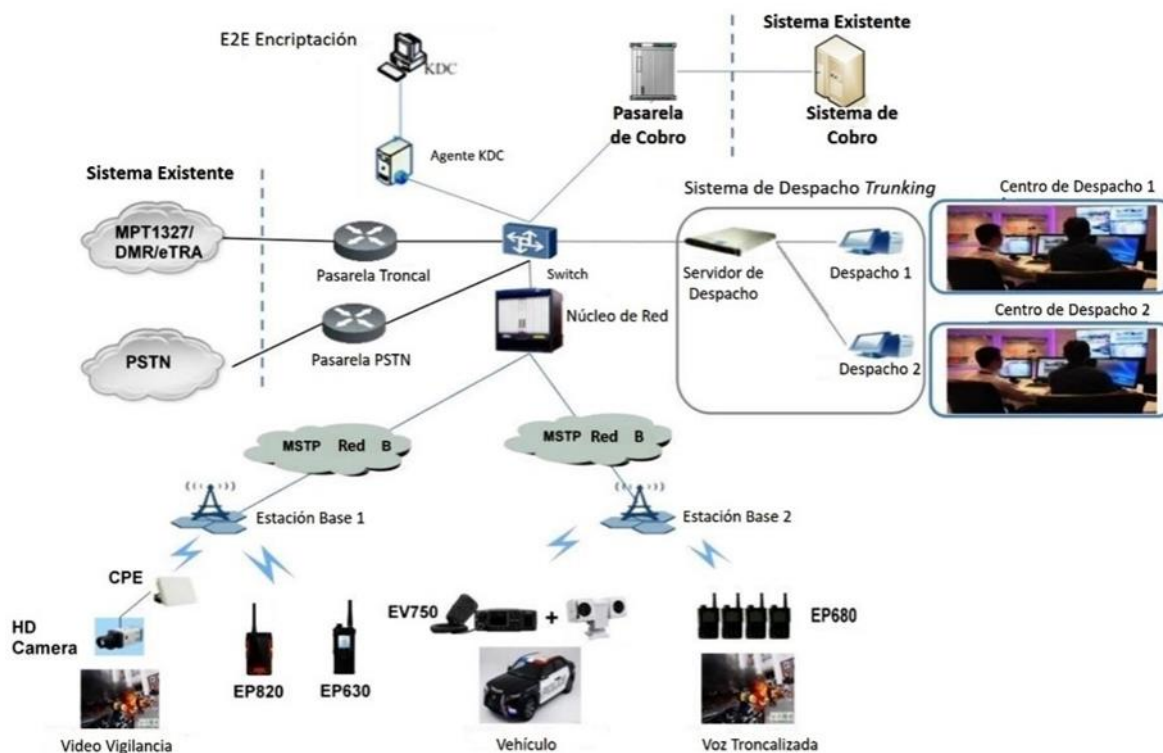 E2E Encriptación
KDC
Agente KDC
Sistema Existente
Pasarela
de Cobro
Sistema de
Cobro
Sistema Existente
MPT1327/
DMR/eTRA
Pasarela Troncal
Switch
PSTN
Pasarela PSTN
Núcleo de Red
Sistema de Despacho Trunking
Servidor de
Despacho
Despacho 1
Despacho 2
Centro de Despacho 1
Centro de Despacho 2
MSTP Red B
MSTP Red B
Estación Base 1
Estación Base 2
CPE
HD
Camera
EP820
EP630
EV750
+
EP680
Video Vigilancia
Vehículo
Voz Troncalizada